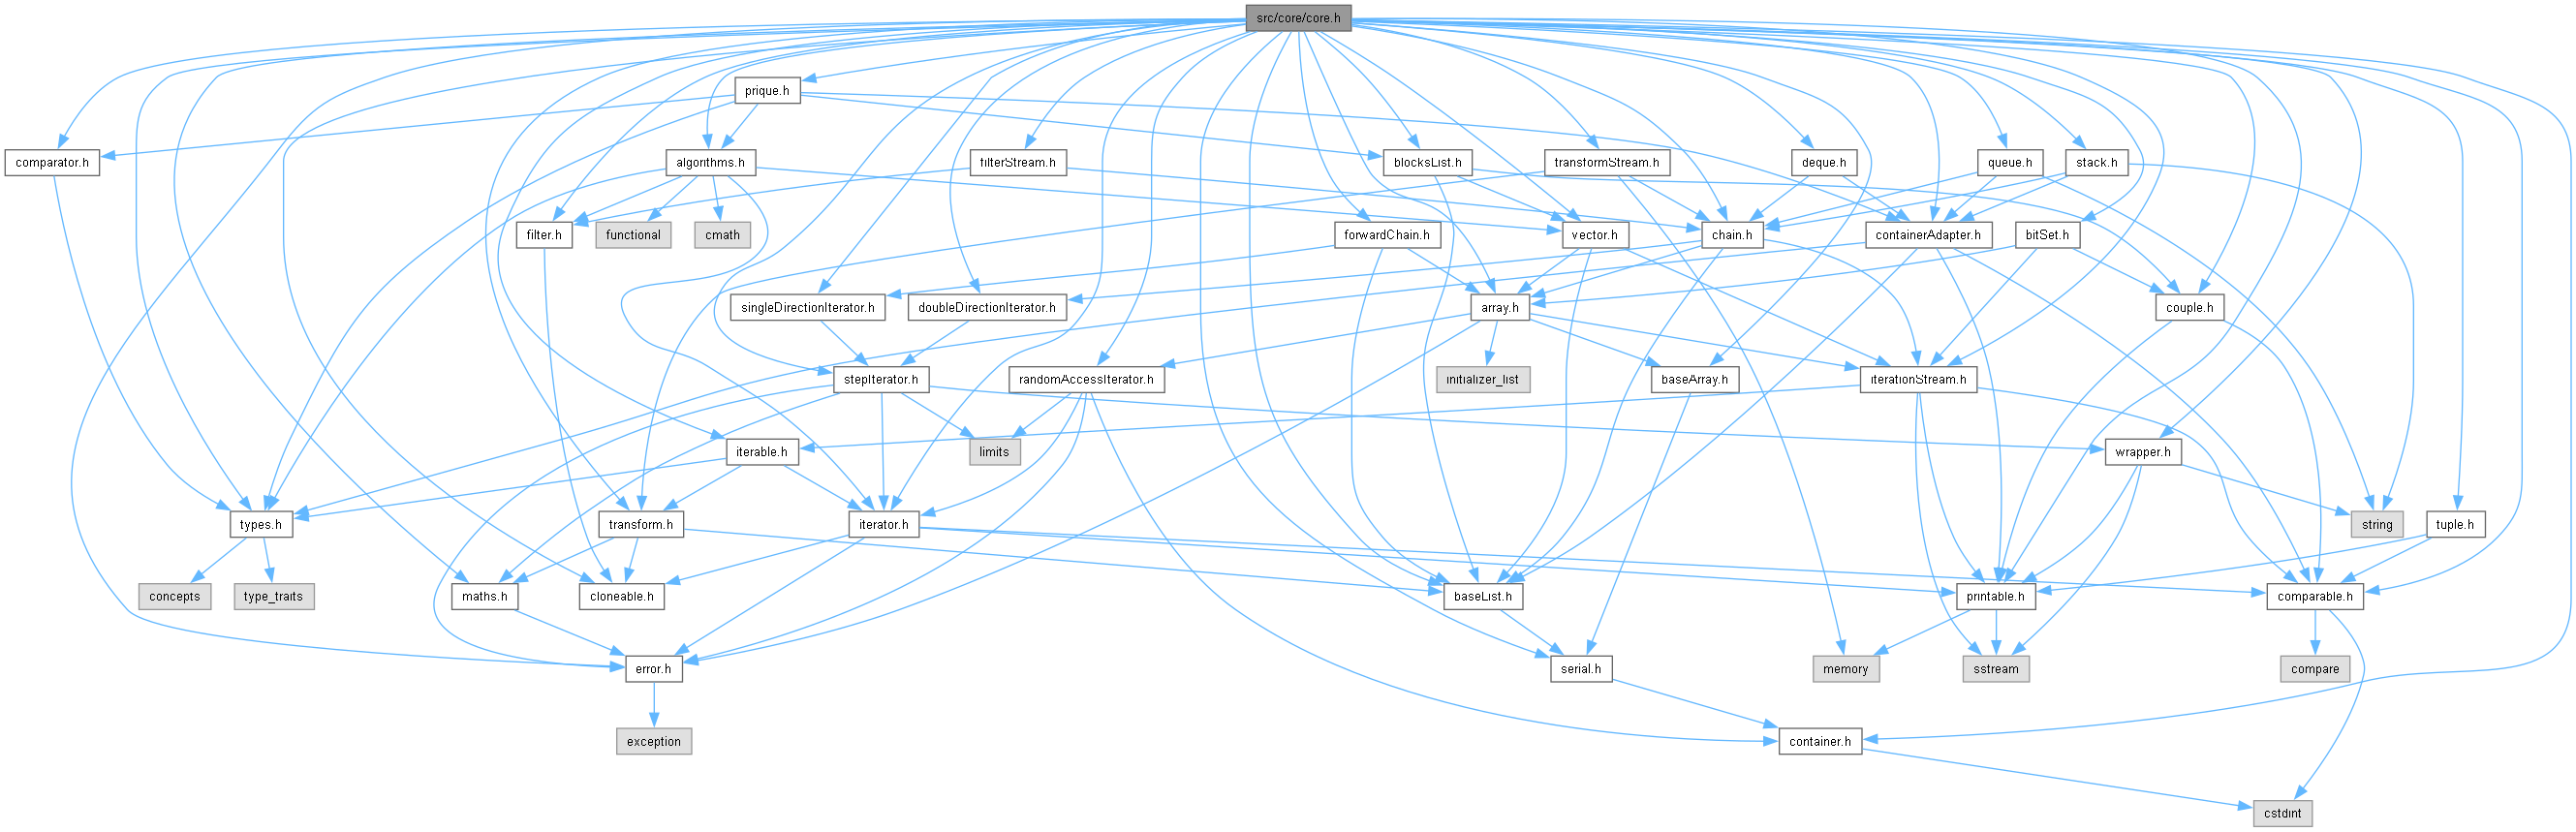 src/core/core.h
prique.h
comparator.h
algorithms.h
filterStream.h
blocksList.h
transformStream.h
deque.h
queue.h
stack.h
filter.h
functional
cmath
forwardChain.h
vector.h
chain.h
containerAdapter.h
bitSet.h
singleDirectionIterator.h
doubleDirectionIterator.h
array.h
couple.h
stepIterator.h
randomAccessIterator.h
initializer_list
baseArray.h
iterationStream.h
iterable.h
limits
wrapper.h
types.h
transform.h
iterator.h
string
tuple.h
concepts
type_traits
maths.h
cloneable.h
baseList.h
printable.h
comparable.h
error.h
serial.h
memory
sstream
compare
exception
container.h
cstdint